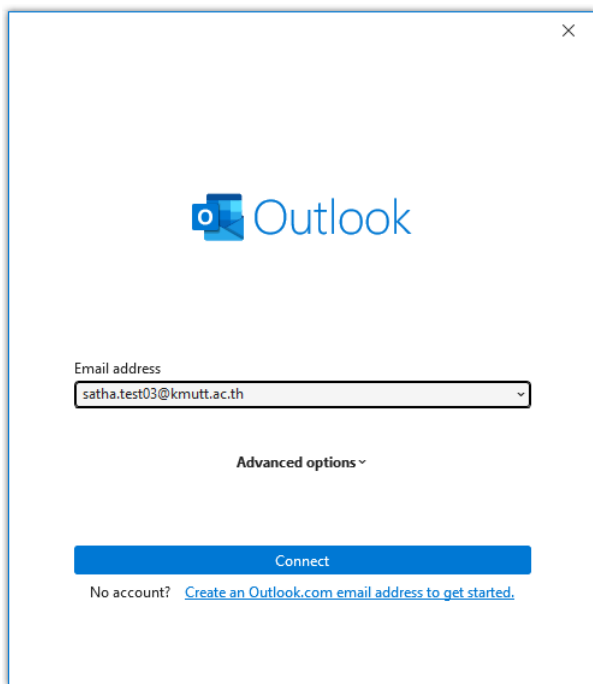 Outlook
Email address
satha.test03@kmutt.ac.th
Advanced options
Connect
No account? Create an Outlook.com email address to get started.